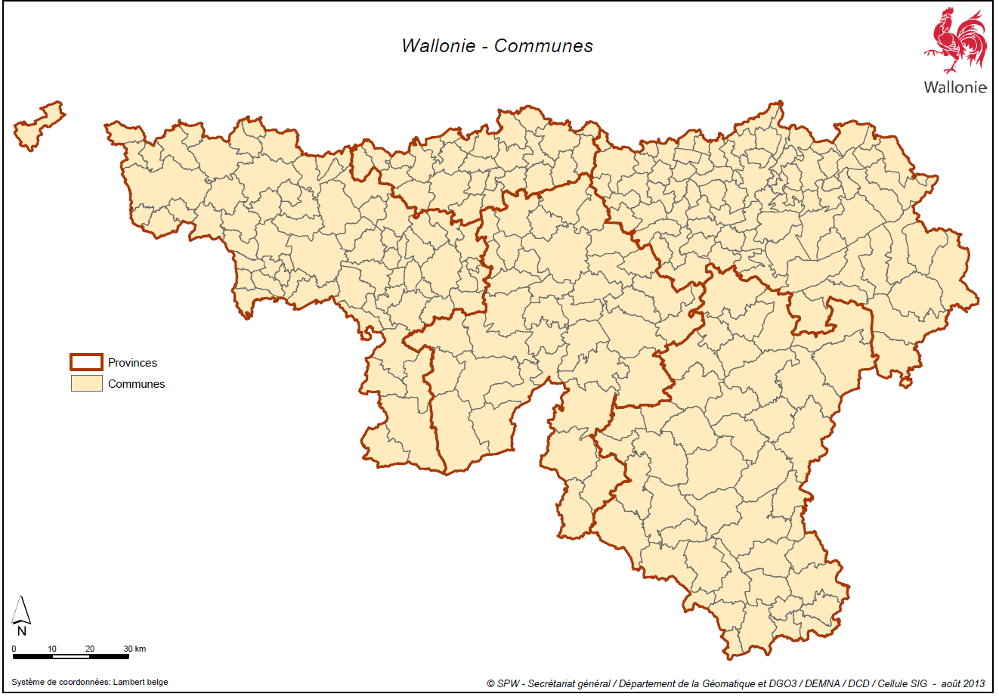 Wallonie - Communes
Wallonie
Provinces
Communes
N
0 10 20 30 km
Système de coordonnées: Lambert belge
© SPW - Secrétariat général / Département de la Géomatique et DGO3 / DEMNA / DCD / Cellule SIG - août 2013